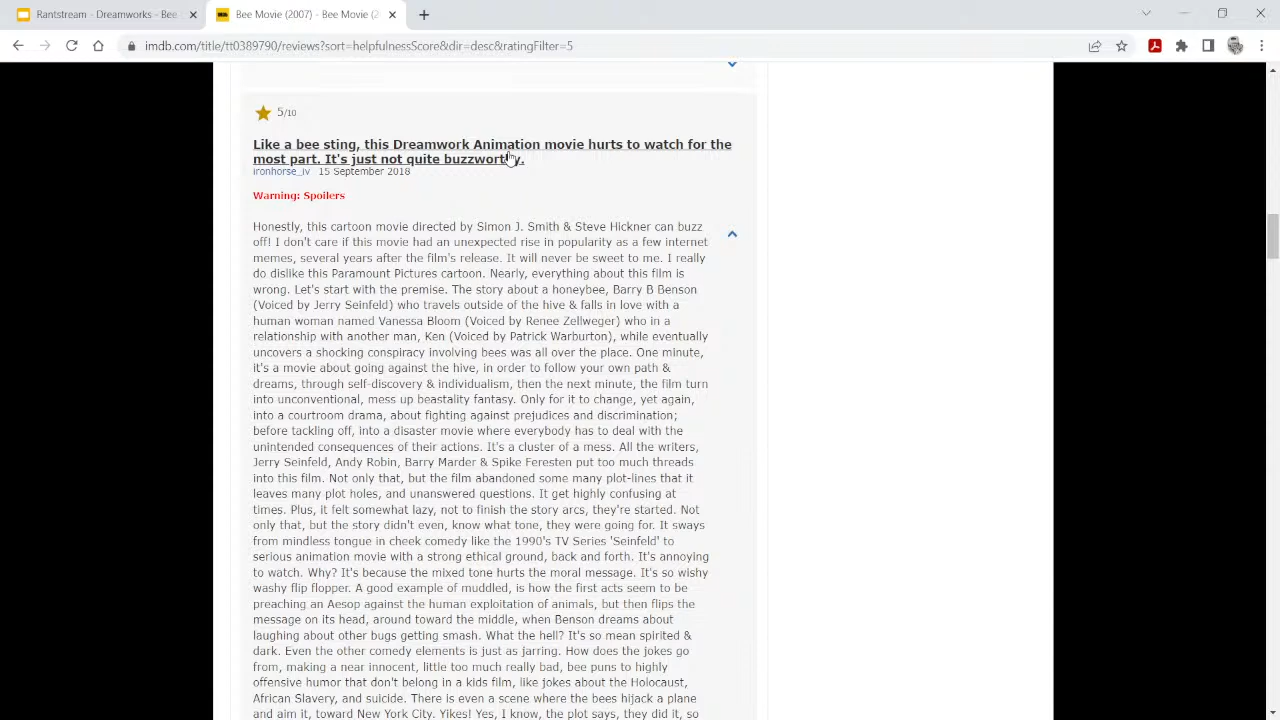 Rantstream - Dreamworks - Bee
Bee Movie (2007) - Bee Movie (2
imdb.com/title/tt0389790/reviews?sort=helpfulnessScore&dir=desc&ratingFilter=5
5/10
Like a bee sting, this Dreamwork Animation movie hurts to watch for the
most part. It's just not quite buzzworthy.
ironhorse_iv 15 September 2018
Warning: Spoilers
Honestly, this cartoon movie directed by Simon J. Smith & Steve Hickner can buzz
off! I don't care if this movie had an unexpected rise in popularity as a few internet
memes, several years after the film's release. It will never be sweet to me. I really
do dislike this Paramount Pictures cartoon. Nearly, everything about this film is
wrong. Let's start with the premise. The story about a honeybee, Barry B Benson
(Voiced by Jerry Seinfeld) who travels outside of the hive & falls in love with a
human woman named Vanessa Bloom (Voiced by Renee Zellweger) who in a
relationship with another man, Ken (Voiced by Patrick Warburton), while eventually
uncovers a shocking conspiracy involving bees was all over the place. One minute,
it's a movie about going against the hive, in order to follow your own path &
dreams, through self-discovery & individualism, then the next minute, the film turn
into unconventional, mess up beastality fantasy. Only for it to change, yet again,
into a courtroom drama, about fighting against prejudices and discrimination;
before tackling off, into a disaster movie where everybody has to deal with the
unintended consequences of their actions. It's a cluster of a mess. All the writers,
Jerry Seinfeld, Andy Robin, Barry Marder & Spike Feresten put too much threads
into this film. Not only that, but the film abandoned some many plot-lines that it
leaves many plot holes, and unanswered questions. It get highly confusing at
times. Plus, it felt somewhat lazy, not to finish the story arcs, they're started. Not
only that, but the story didn't even, know what tone, they were going for. It sways
from mindless tongue in cheek comedy like the 1990's TV Series 'Seinfeld' to
serious animation movie with a strong ethical ground, back and forth. It's annoying
to watch. Why? It's because the mixed tone hurts the moral message. It's so wishy
washy flip flopper. A good example of muddled, is how the first acts seem to be
preaching an Aesop against the human exploitation of animals, but then flips the
message on its head, around toward the middle, when Benson dreams about
laughing about other bugs getting smash. What the hell? It's so mean spirited &
dark. Even the other comedy elements is just as jarring. How does the jokes go
from, making a near innocent, little too much really bad, bee puns to highly
offensive humor that don't belong in a kids film, like jokes about the Holocaust,
African Slavery, and suicide. There is even a scene where the bees hijack a plane
and aim it, toward New York City. Yikes! Yes, I know, the plot says, they did it, so